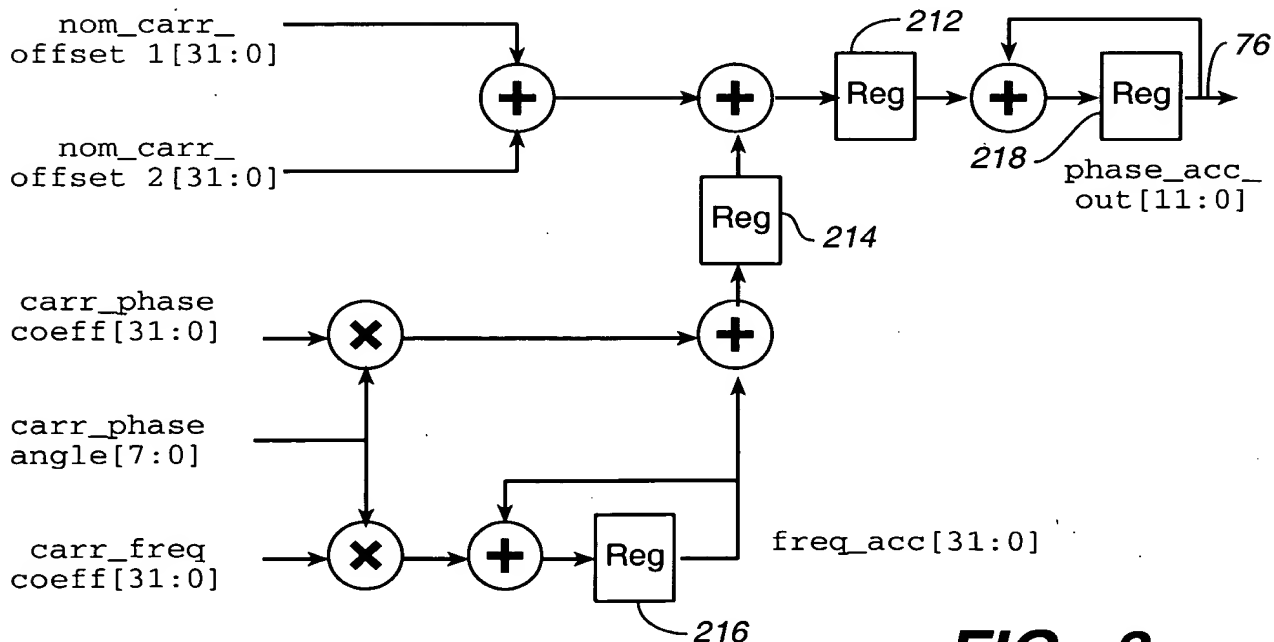 nom_carr_
offset 1[31:0]
212
76
Reg
Reg
nom_carr_
offset 2[31:0]
218
phase_acc_
out[11:0]
Reg
214
carr_phase
coeff[31:0]
carr_phase
angle[7:0]
carr_freq
coeff[31:0]
Reg
freq_acc[31:0]
216